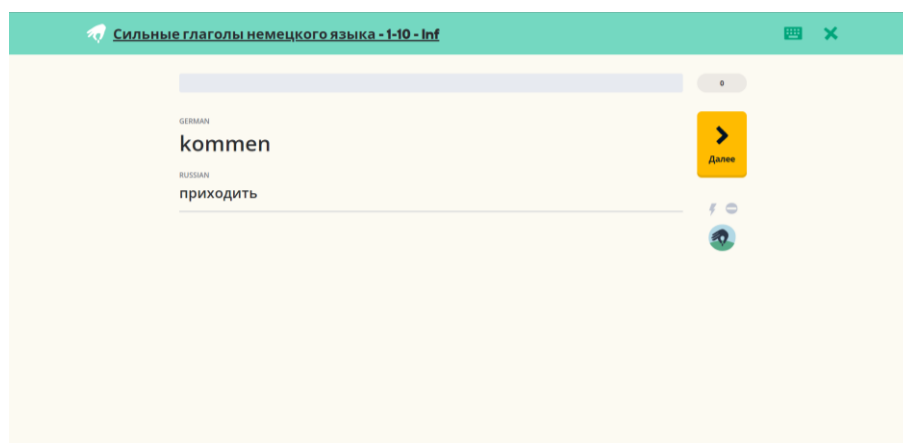 Сильные глаголы немецкого языка - 1-10 - Inf
0
GERMAN
kommen
Далее
RUSSIAN
приходить